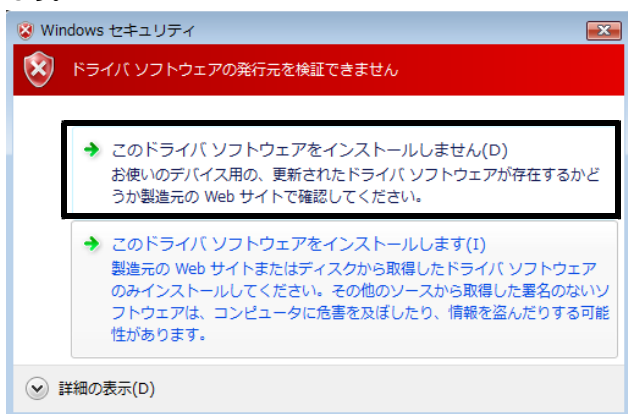 Windows セキュリティ
ドライバ ソフトウェアの発行元を検証できません
このドライバ ソフトウェアをインストールしません(D)
お使いのデバイス用の、更新されたドライバ ソフトウェアが存在するかど
うか製造元の Web サイトで確認してください。
このドライバ ソフトウェアをインストールします(I)
製造元の Web サイトまたはディスクから取得したドライバ ソフトウェア
のみインストールしてください。その他のソースから取得した署名のないソ
フトウェアは、コンピュータに危害を及ぼしたり、情報を盗んだりする可能
性があります。
詳細の表示(D)